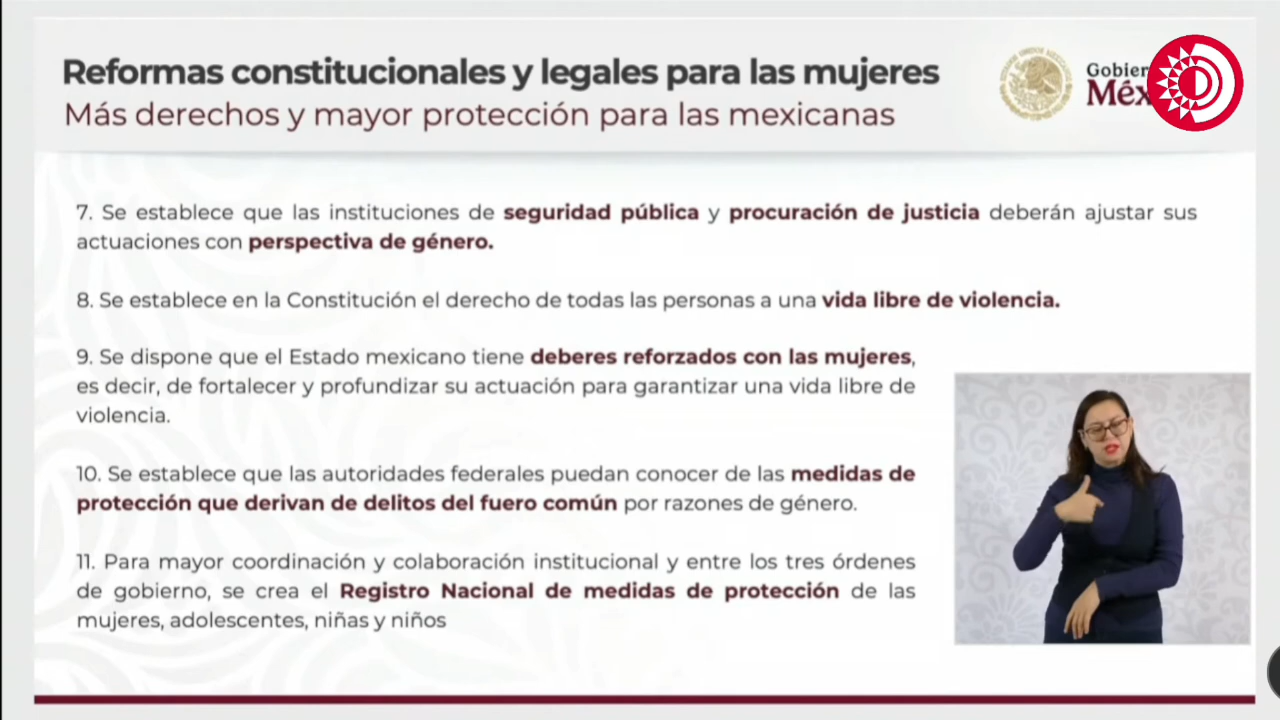 Reformas constitucionales y legales para las mujeres
Más derechos y mayor protección para las mexicanas
7. Se establece que las instituciones de seguridad pública y procuración de justicia deberán ajustar sus
actuaciones con perspectiva de género.
8. Se establece en la Constitución el derecho de todas las personas a una vida libre de violencia.
9. Se dispone que el Estado mexicano tiene deberes reforzados con las mujeres,
es decir, de fortalecer y profundizar su actuación para garantizar una vida libre de
violencia.
10. Se establece que las autoridades federales puedan conocer de las medidas de
protección que derivan de delitos del fuero común por razones de género.
11. Para mayor coordinación y colaboración institucional y entre los tres órdenes
de gobierno, se crea el Registro Nacional de medidas de protección de las
mujeres, adolescentes, niñas y niños